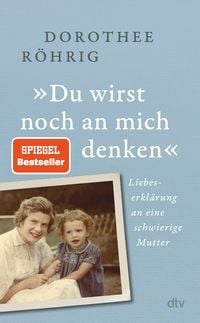 DOROTHEE
RÖHRIG
»Du wirst
noch an mich
denken«
SPIEGEL
Bestseller
Liebes-
erklärung
an eine
schwierige
Mutter
dtv